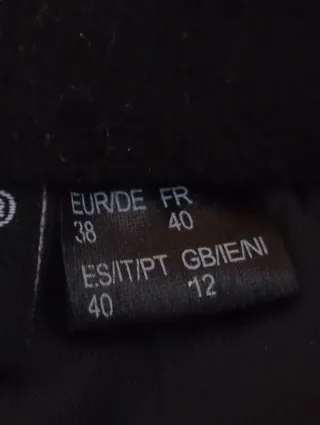 ®
EUR/DE FR
38 40
ES/IT/PT GB/IE/NI
40 12